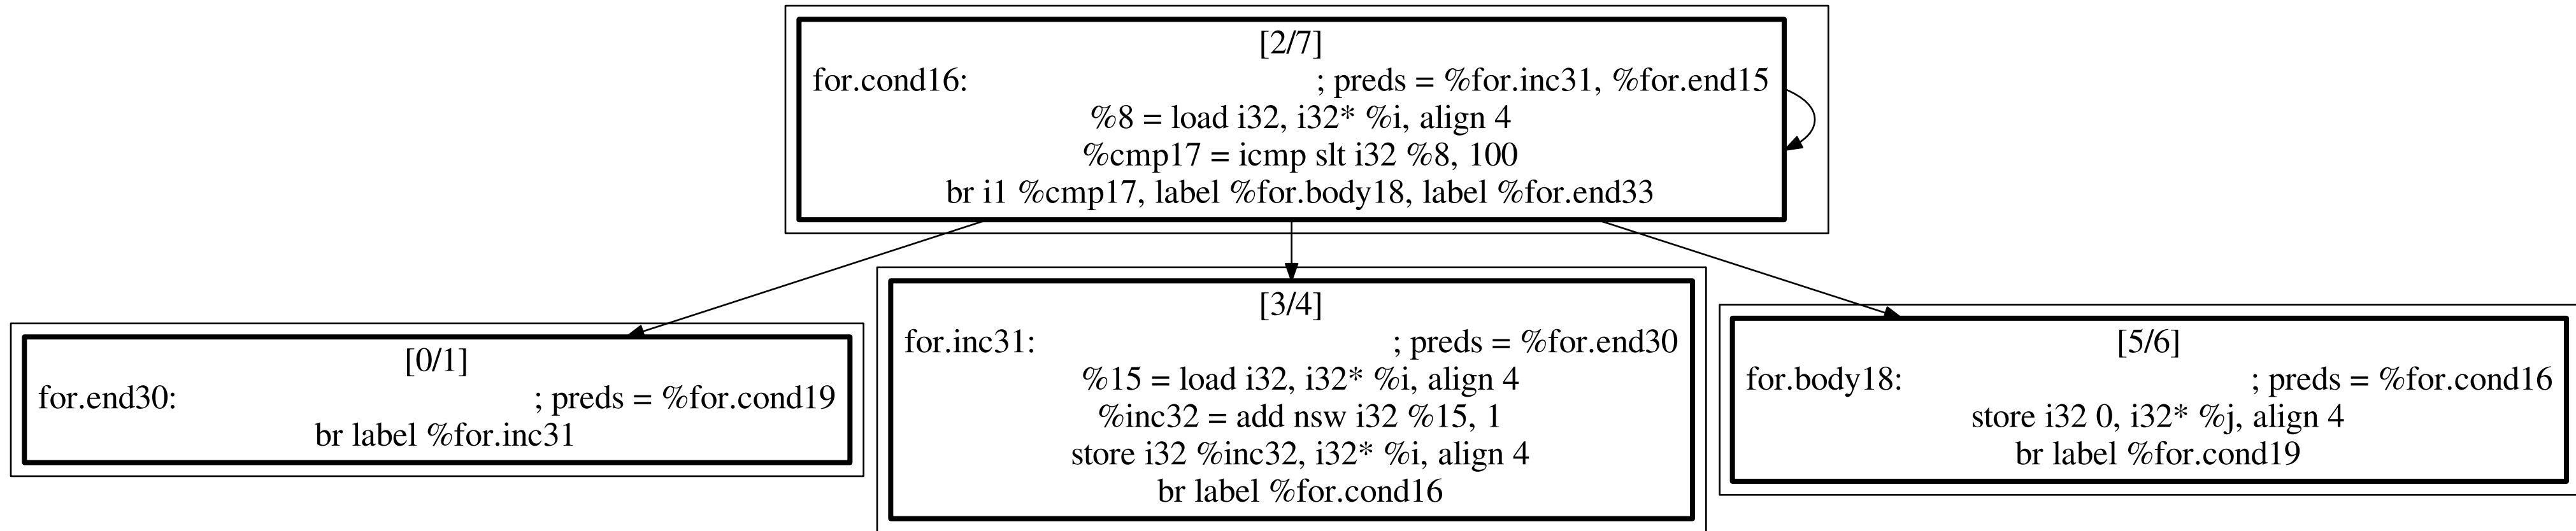 [2/7]
for.cond16: ; preds = %for.inc31, %for.end15
%8 = load i32, i32* %i, align 4
%cmp17 = icmp slt i32 %8, 100
br i1 %cmp17, label %for.body18, label %for.end33
[0/1]
for.end30: ; preds = %for.cond19
br label %for.inc31
[3/4]
for.inc31: ; preds = %for.end30
%15 = load i32, i32* %i, align 4
%inc32 = add nsw i32 %15, 1
store i32 %inc32, i32* %i, align 4
br label %for.cond16
[5/6]
for.body18: ; preds = %for.cond16
store i32 0, i32* %j, align 4
br label %for.cond19